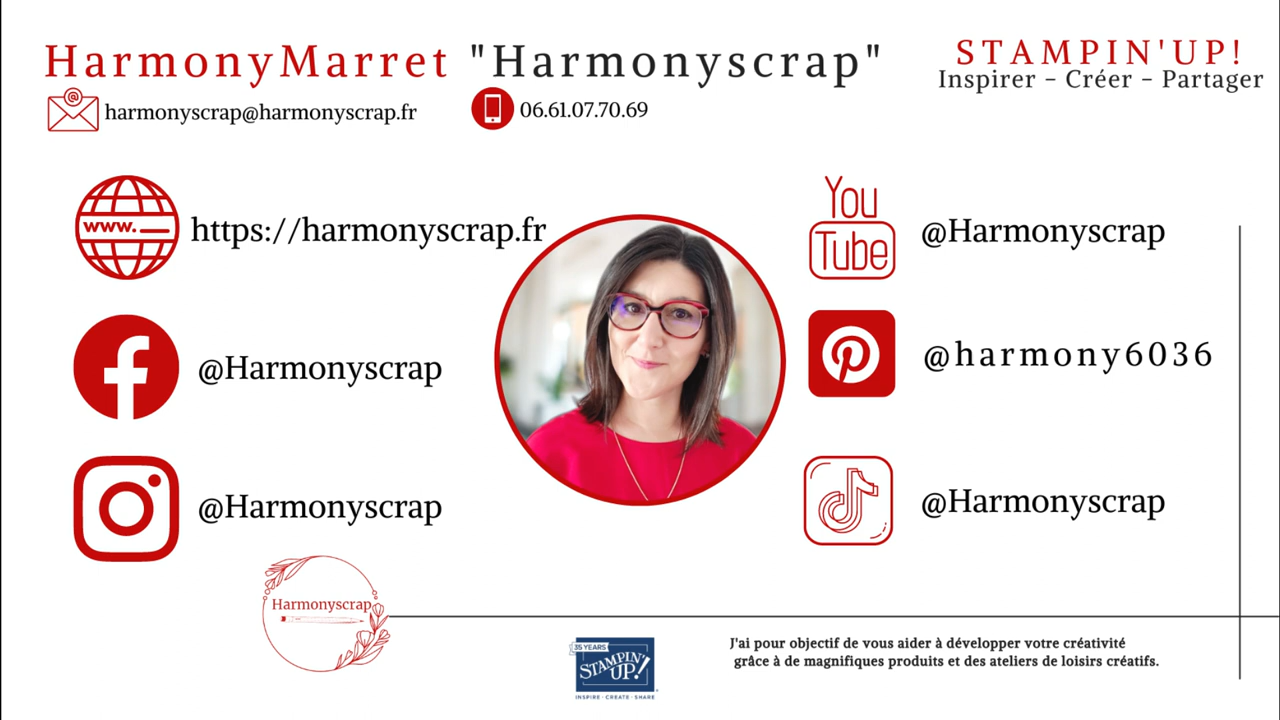 HarmonyMarret "Harmonyscrap"
STAMPIN'UP!
Inspirer - Créer - Partager
harmonyscrap@harmonyscrap.fr
06.61.07.70.69
www.
https://harmonyscrap.fr
You
Tube
@Harmonyscrap
@Harmonyscrap
@harmony6036
@Harmonyscrap
@Harmonyscrap
Harmonyscrap
35 YEARS
STAMPIN'
UP!
INSPIRE · CREATE · SHARE
J'ai pour objectif de vous aider à développer votre créativité
grâce à de magnifiques produits et des ateliers de loisirs créatifs.